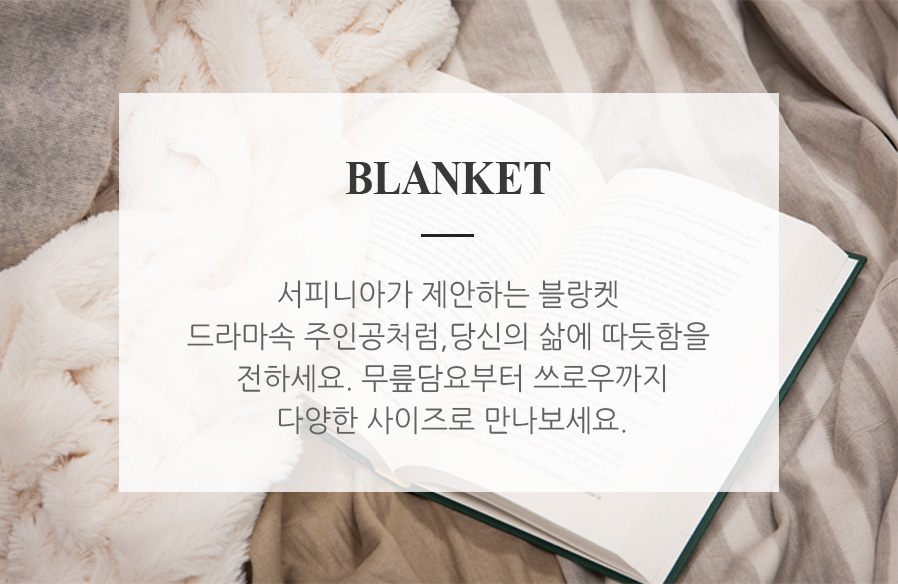 BLANKET
서피니아가 제안하는 블랑켓
드라마속 주인공처럼,당신의 삶에 따듯함을
전하세요. 무릎담요부터 쓰로우까지
다양한 사이즈로 만나보세요.